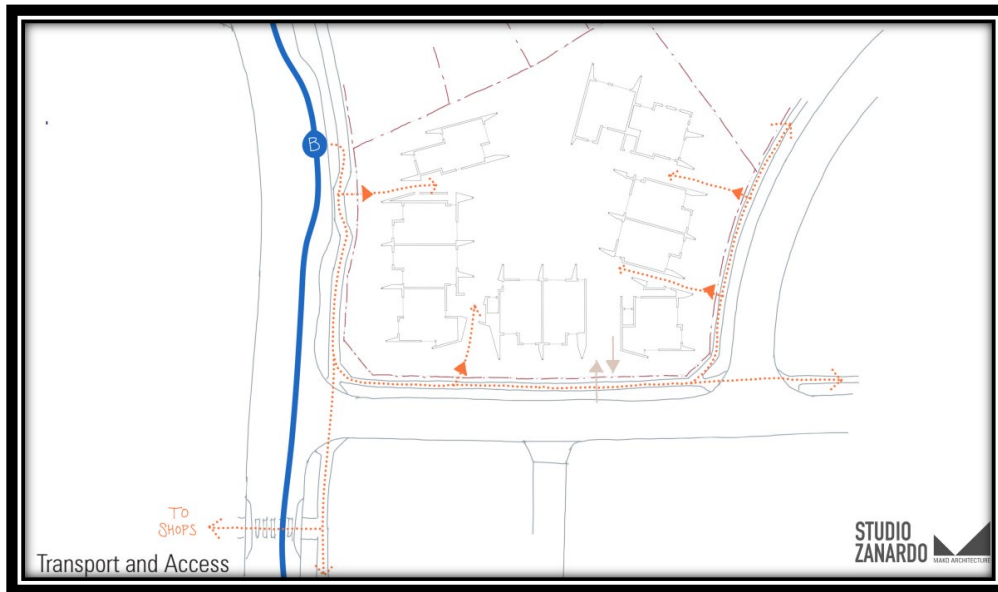 B
TO
SHOPS
Transport and Access
STUDIO
ZANARDO
MAKO ARCHITECTURE